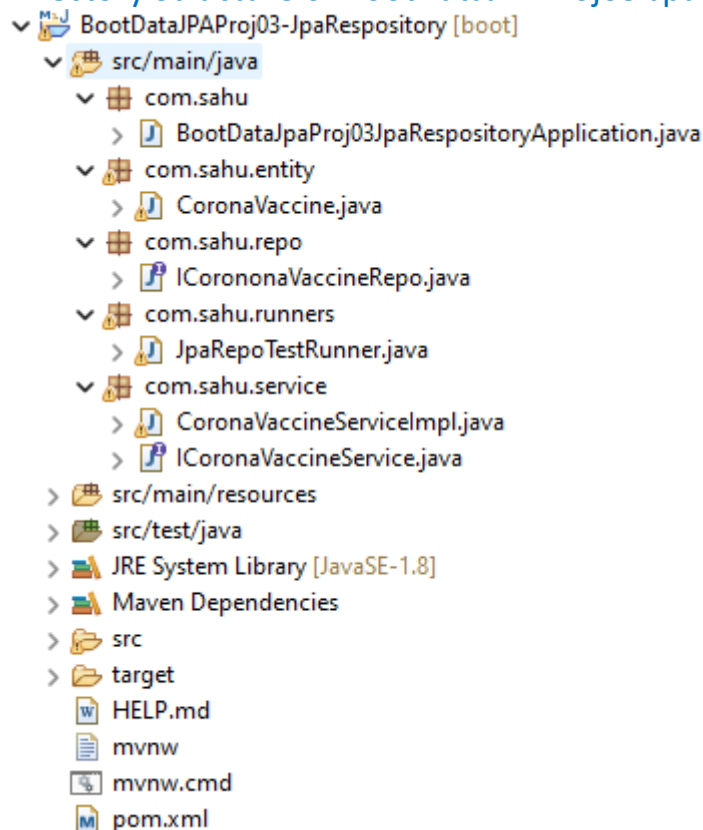 BootDataJPAProj03-JpaRespository [boot]
src/main/java
com.sahu
BootDataJpaProj03JpaRespositoryApplication.java
com.sahu.entity
CoronaVaccine.java
com.sahu.repo
ICorononaVaccineRepo.java
com.sahu.runners
JpaRepoTestRunner.java
com.sahu.service
CoronaVaccineServiceImpl.java
ICoronaVaccineService.java
src/main/resources
src/test/java
JRE System Library [JavaSE-1.8]
Maven Dependencies
src
target
HELP.md
mvnw
mvnw.cmd
pom.xml